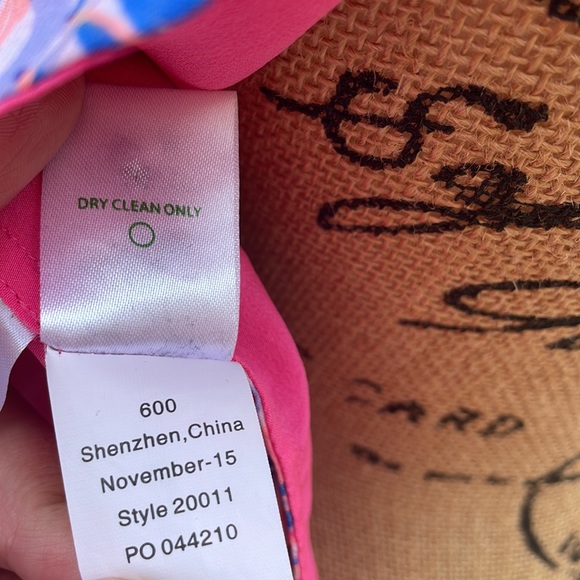 DRY CLEAN ONLY
600
Shenzhen,China
November-15
Style 20011
PO 044210
CARD